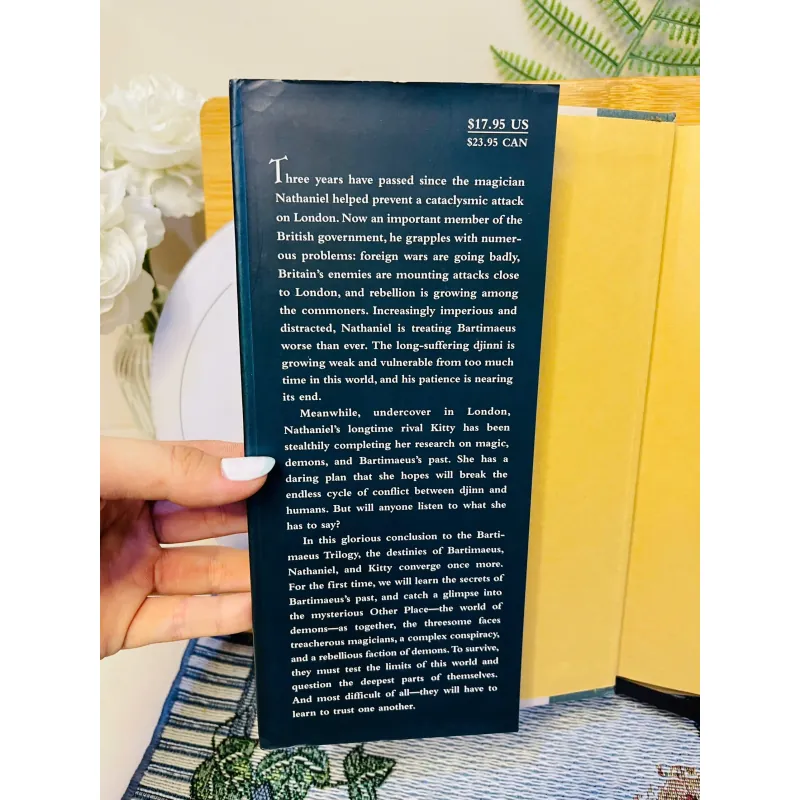 $17.95 US
$23.95 CAN
Three years have passed since the magician
Nathaniel helped prevent a cataclysmic attack
on London. Now an important member of the
British government, he grapples with numer-
ous problems: foreign wars are going badly,
Britain's enemies are mounting attacks close
to London, and rebellion is growing among
the commoners. Increasingly imperious and
distracted, Nathaniel is treating Bartimaeus
worse than ever. The long-suffering djinni is
growing weak and vulnerable from too much
time in this world, and his patience is nearing
its end.
Meanwhile, undercover in London,
Nathaniel's longtime rival Kitty has been
stealthily completing her research on magic,
demons, and Bartimaeus's past. She has a
daring plan that she hopes will break the
endless cycle of conflict between djinn and
humans. But will anyone listen to what she
has to say?
In this glorious conclusion to the Barti-
maeus Trilogy, the destinies of Bartimaeus,
Nathaniel, and Kitty converge once more.
For the first time, we will learn the secrets of
Bartimaeus's past, and catch a glimpse into
the mysterious Other Place—the world of
demons—as together, the threesome faces
treacherous magicians, a complex conspiracy,
and a rebellious faction of demons. To survive,
they must test the limits of this world and
question the deepest parts of themselves.
And most difficult of all—they will have to
learn to trust one another.